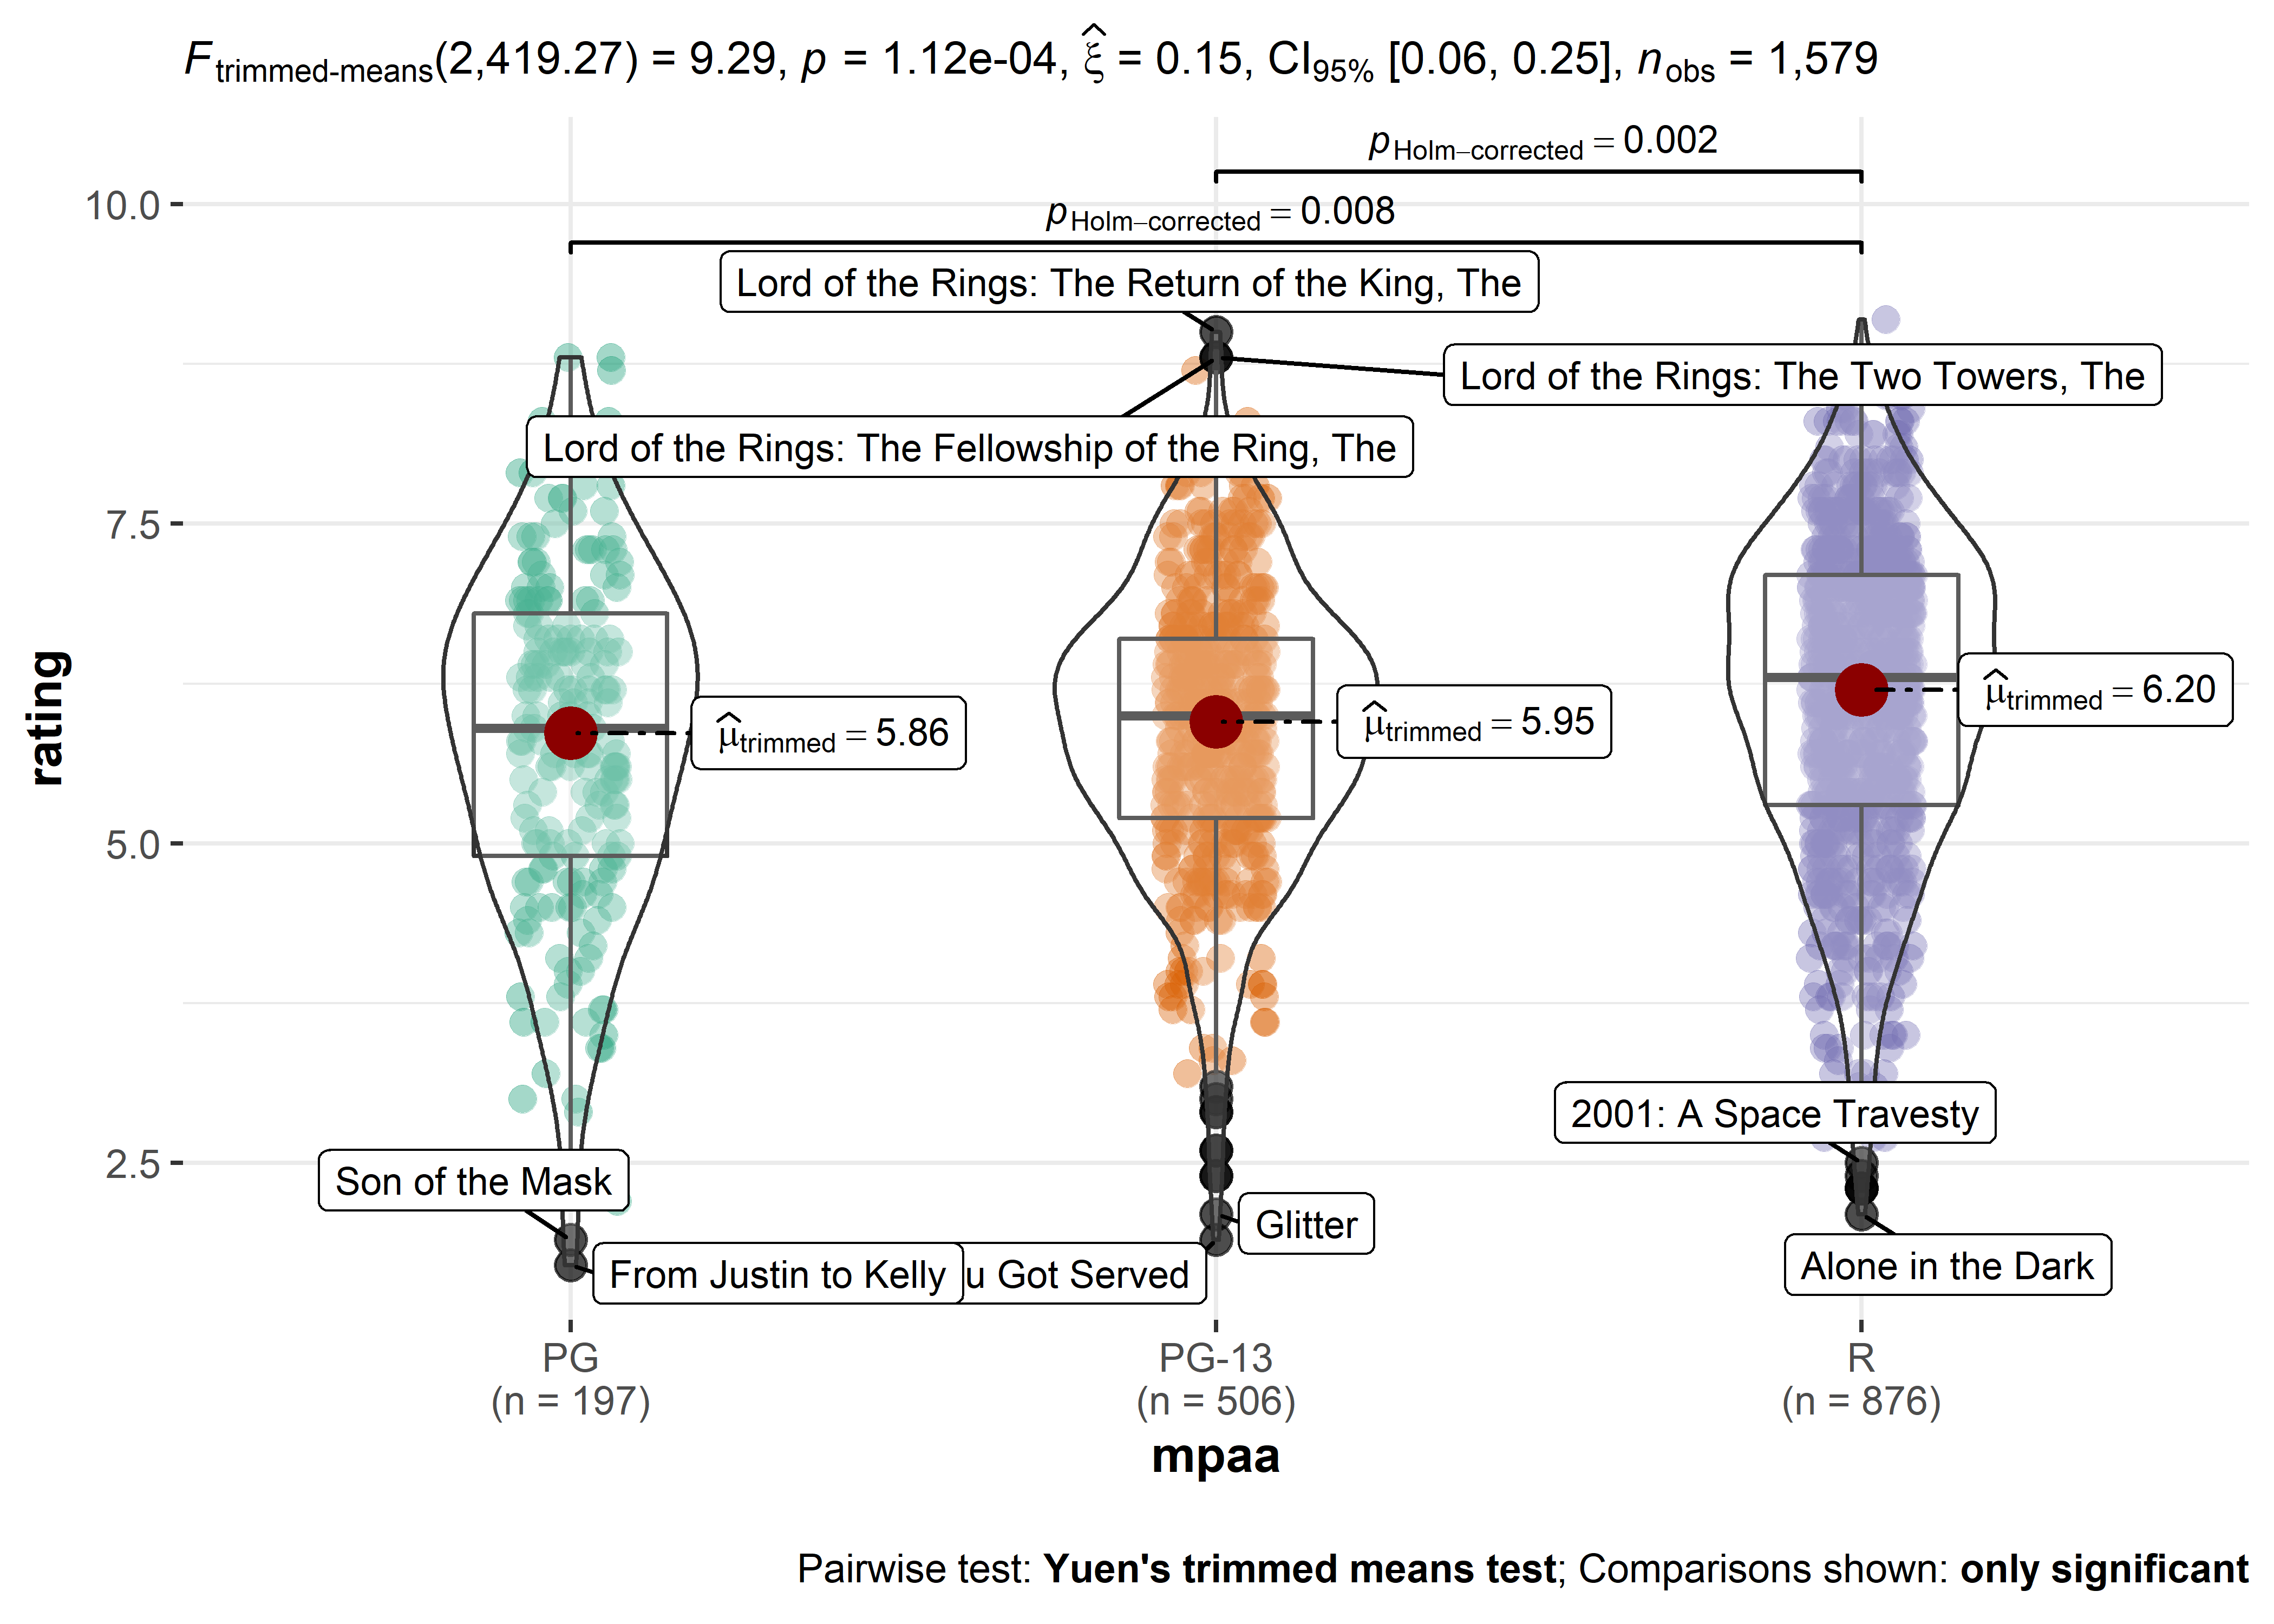 F trimmed-means(2,419.27) = 9.29, p = 1.12e-04, ξ̂ = 0.15, CI95% [0.06, 0.25], nobs = 1,579
pHolm−corrected = 0.002
10.0
pHolm−corrected = 0.008
Lord of the Rings: The Return of the King, The
Lord of the Rings: The Two Towers, The
Lord of the Rings: The Fellowship of the Ring, The
7.5
rating
μ̂trimmed = 5.86
μ̂trimmed = 5.95
μ̂trimmed = 6.20
5.0
2.5
2001: A Space Travesty
Son of the Mask
Glitter
From Justin to Kelly
u Got Served
Alone in the Dark
PG
(n = 197)
PG-13
(n = 506)
R
(n = 876)
mpaa
Pairwise test: Yuen's trimmed means test; Comparisons shown: only significant